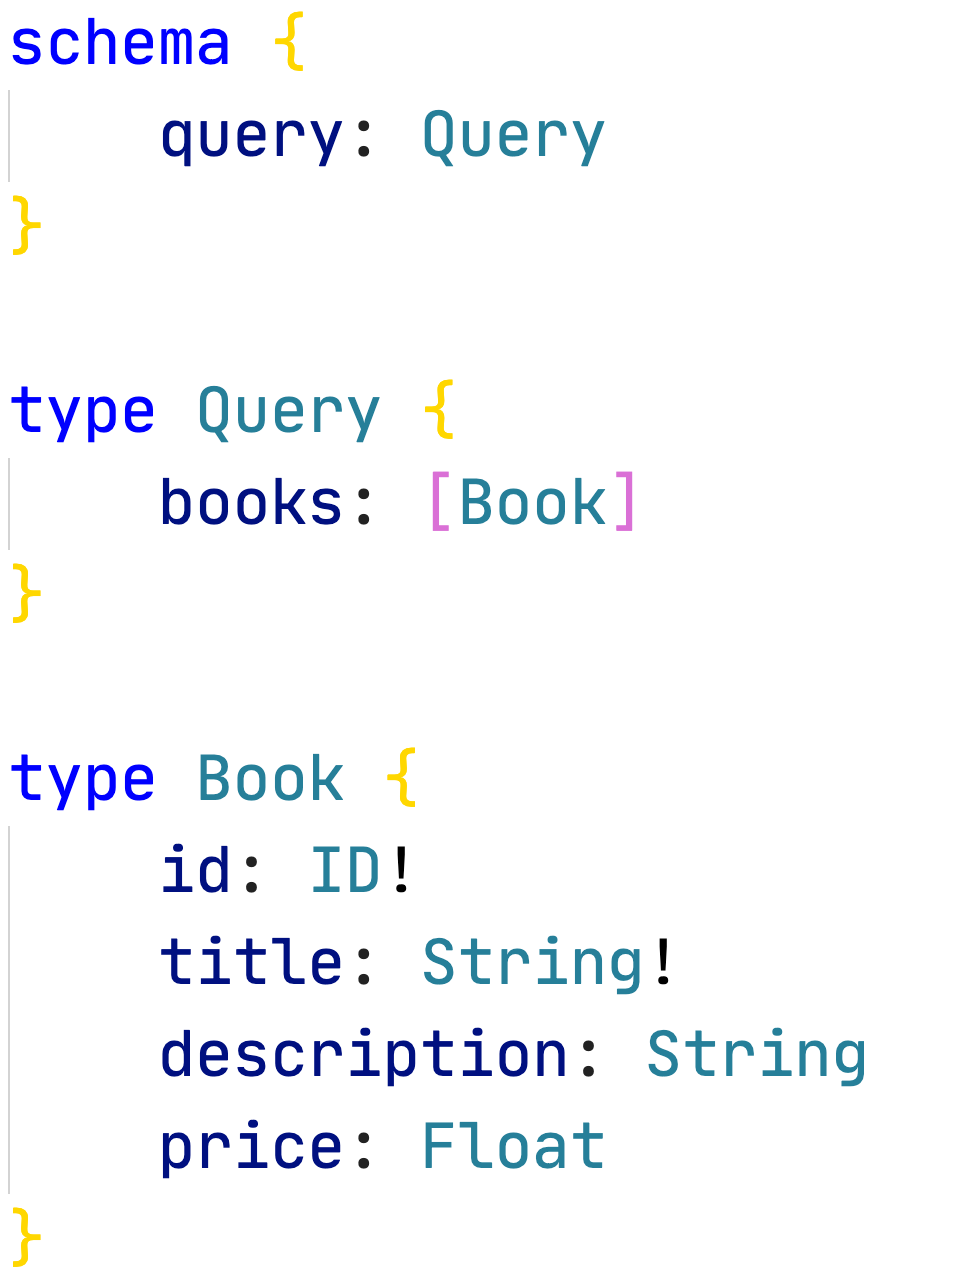 schema {
    query: Query
}

type Query {
    books: [Book]
}

type Book {
    id: ID!
    title: String!
    description: String
    price: Float
}